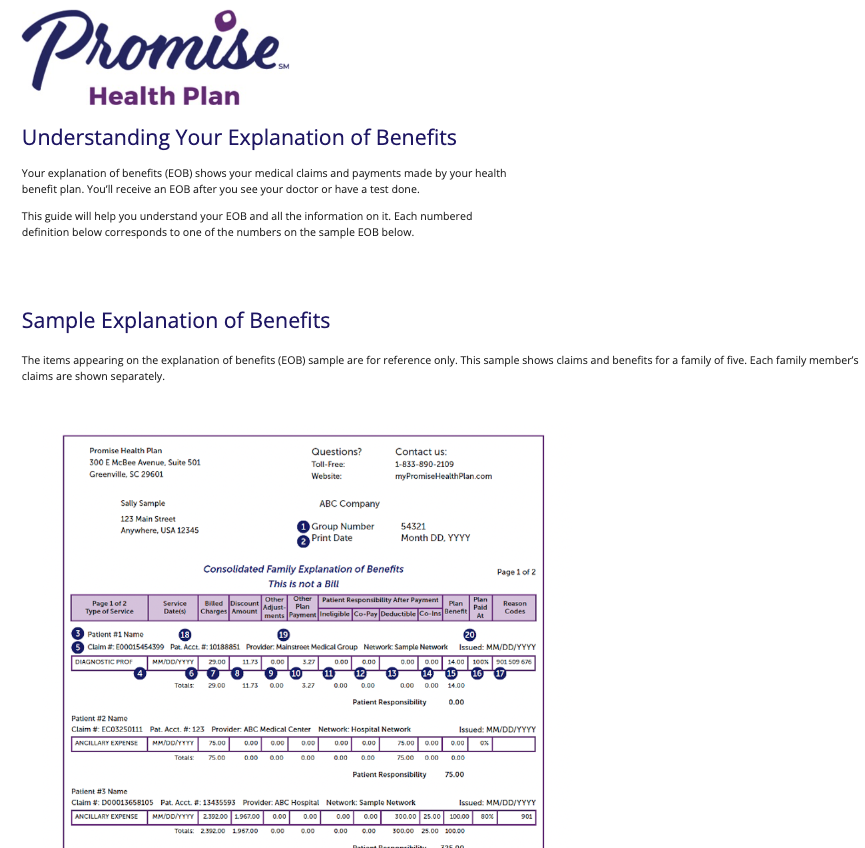 Promise SM
Health Plan
Understanding Your Explanation of Benefits
Your explanation of benefits (EOB) shows your medical claims and payments made by your health
benefit plan. You'll receive an EOB after you see your doctor or have a test done.
This guide will help you understand your EOB and all the information on it. Each numbered
definition below corresponds to one of the numbers on the sample EOB below.
Sample Explanation of Benefits
The items appearing on the explanation of benefits (EOB) sample are for reference only. This sample shows claims and benefits for a family of five. Each family member's
claims are shown separately.
Promise Health Plan
300 E McBee Avenue, Suite 501
Greenville, SC 29601
Questions? Contact us:
Toll-Free: 1-833-890-2109
Website: myPromiseHealthPlan.com
Sally Sample
123 Main Street
Anywhere, USA 12345
ABC Company
1 Group Number 54321
2 Print Date Month DD, YYYY
Consolidated Family Explanation of Benefits
This is not a Bill
Page 1 of 2
Page 1 of 2 Type of Service
Service Date(s)
Billed Charges
Discount Amount
Other Adjust- ments
Other Plan Payment
Patient Responsibility After Payment
Ineligible Co-Pay Deductible Co-Ins
Plan Benefit
Plan Paid At
Reason Codes
3 Patient #1 Name 18 19 20
5 Claim #: E00015454399 Pat. Acct. #: 10188851 Provider: Mainstreet Medical Group Network: Sample Network Issued: MM/DD/YYYY
DIAGNOSTIC PROF MM/DD/YYYY 29.00 11.73 0.00 3.27 0.00 0.00 0.00 0.00 14.00 100% 901 509 676
4 6 7 8 9 10 11 12 13 14 15 16 17
Totals: 29.00 11.73 0.00 3.27 0.00 0.00 0.00 0.00 14.00
Patient Responsibility 0.00
Patient #2 Name
Claim #: EC03250111 Pat. Acct. #: 123 Provider: ABC Medical Center Network: Hospital Network Issued: MM/DD/YYYY
ANCILLARY EXPENSE MM/DD/YYYY 75.00 0.00 0.00 0.00 0.00 0.00 75.00 0.00 0.00 0%
Totals: 75.00 0.00 0.00 0.00 0.00 0.00 75.00 0.00 0.00
Patient Responsibility 75.00
Patient #3 Name
Claim #: D00013658105 Pat. Acct. #: 13435593 Provider: ABC Hospital Network: Sample Network Issued: MM/DD/YYYY
ANCILLARY EXPENSE MM/DD/YYYY 2,392.00 1,967.00 0.00 0.00 0.00 0.00 300.00 25.00 100.00 80% 901
Totals: 2,392.00 1,967.00 0.00 0.00 0.00 0.00 300.00 25.00 100.00
Patient Responsibility 325.00